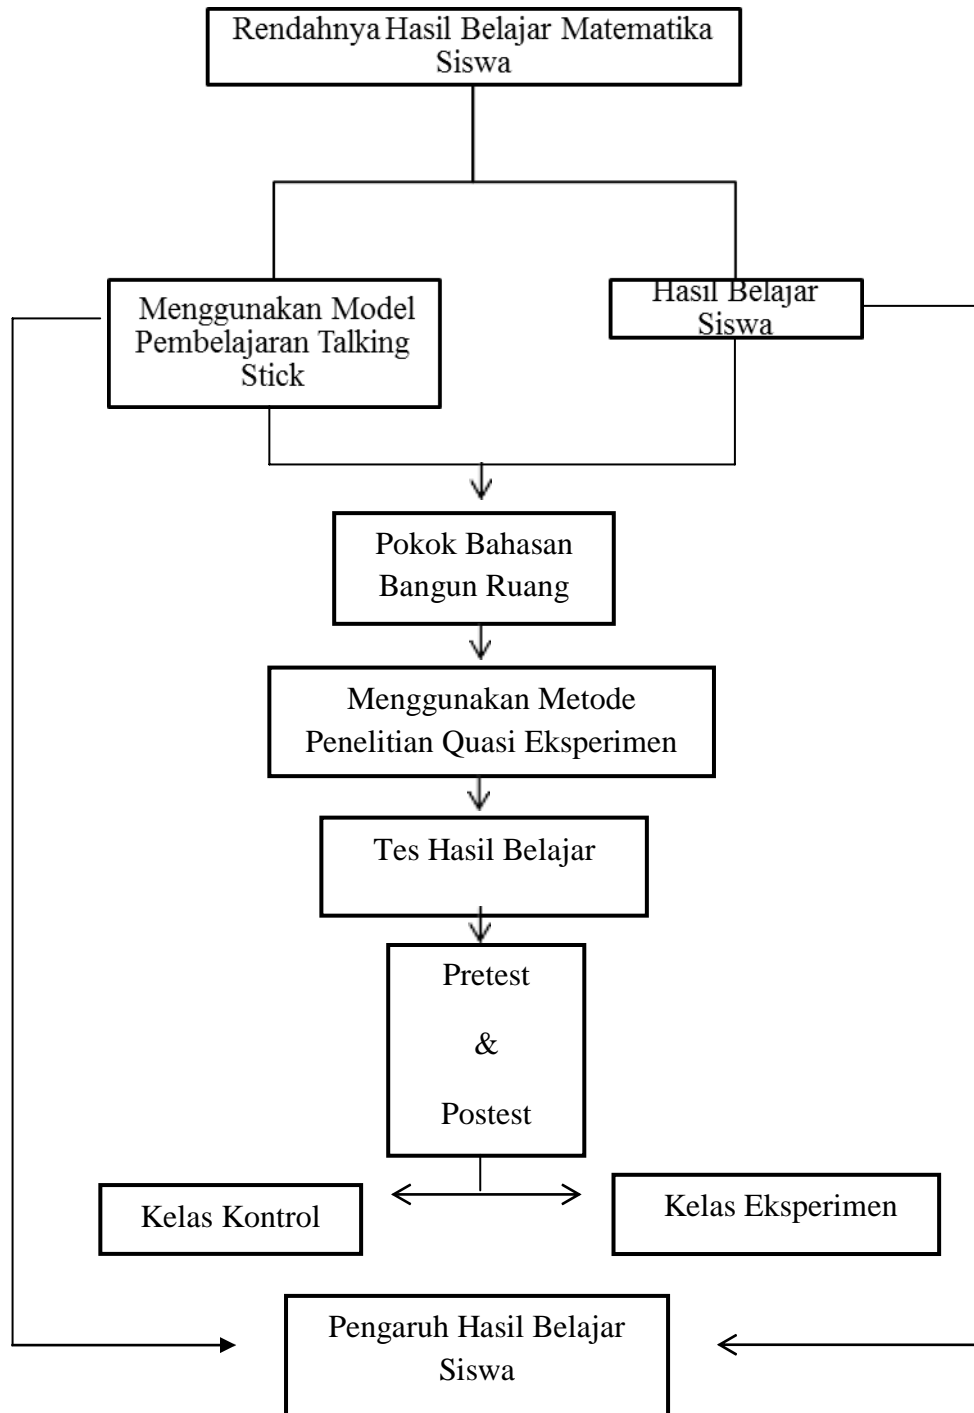 Rendahnya Hasil Belajar Matematika
Siswa
Menggunakan Model
Pembelajaran Talking
Stick
Hasil Belajar
Siswa
Pokok Bahasan
Bangun Ruang
Menggunakan Metode
Penelitian Quasi Eksperimen
Tes Hasil Belajar
Pretest
&
Postest
Kelas Kontrol
Kelas Eksperimen
Pengaruh Hasil Belajar
Siswa